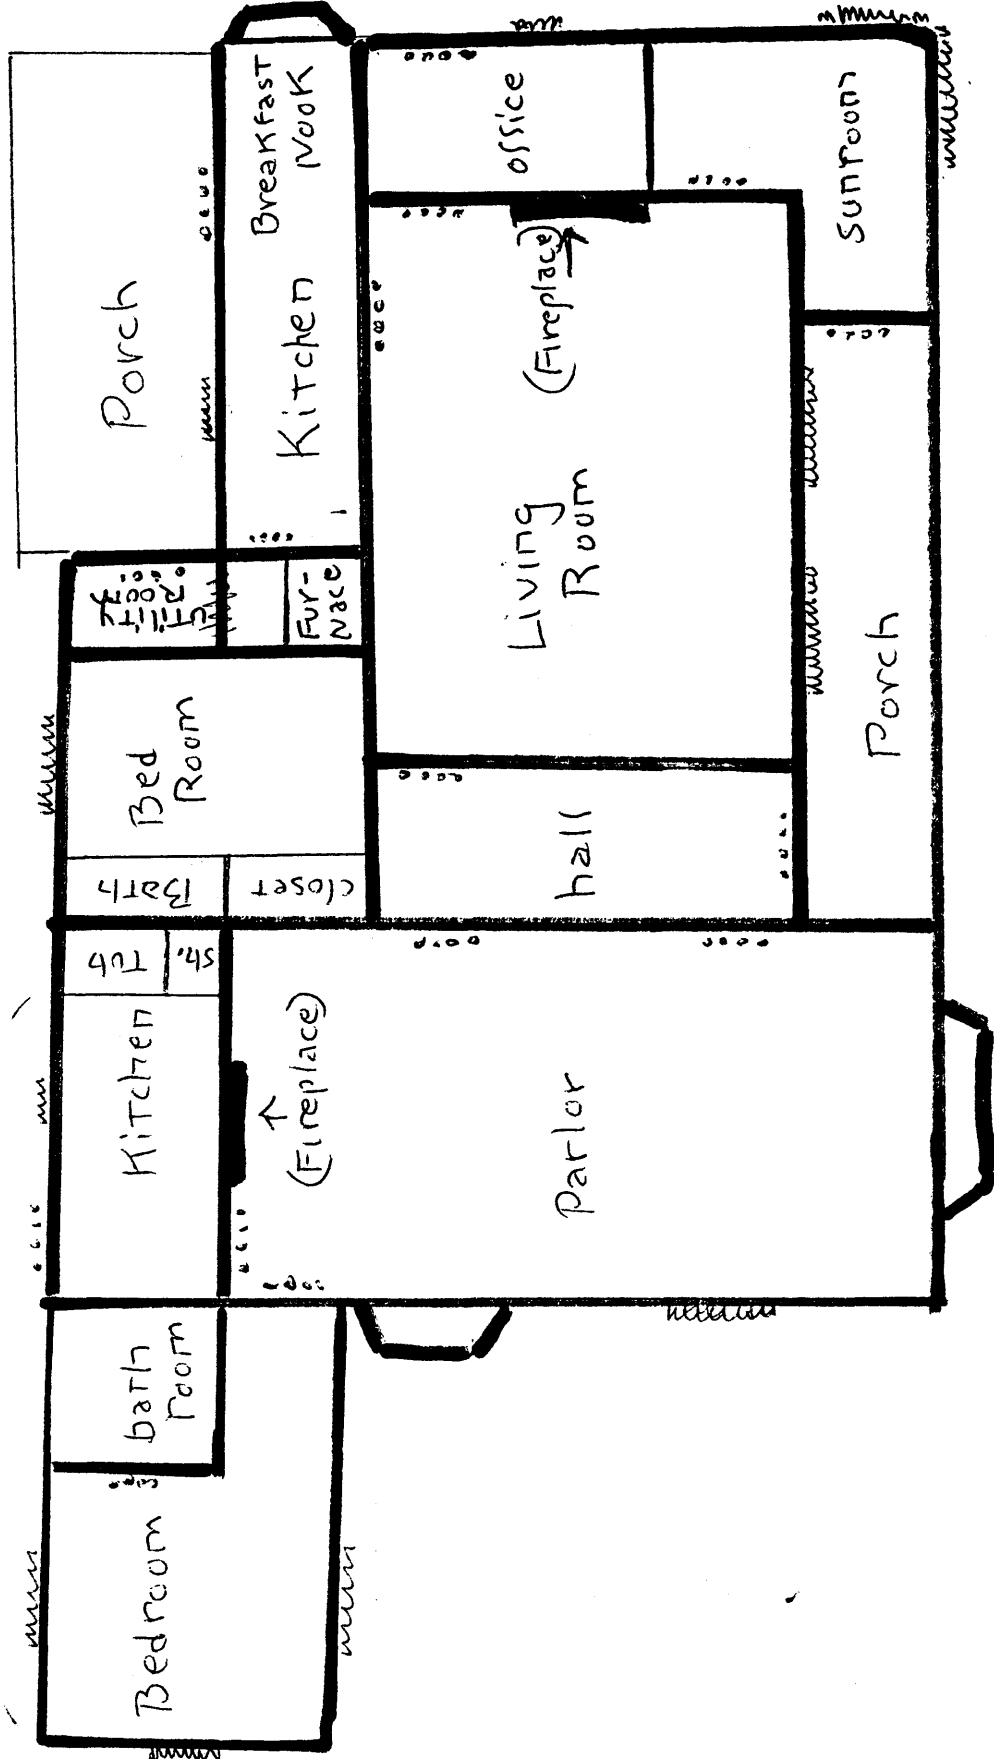 Porch
Breakfast
Nook
Kitchen
office
Sunroom
(Fireplace)
Living
Room
Utility
Room
Fur-
nace
Bed
Room
Bath
closet
hall
Porch
Tub
sh.
Kitchen
(Fireplace)
Parlor
bath
room
Bedroom